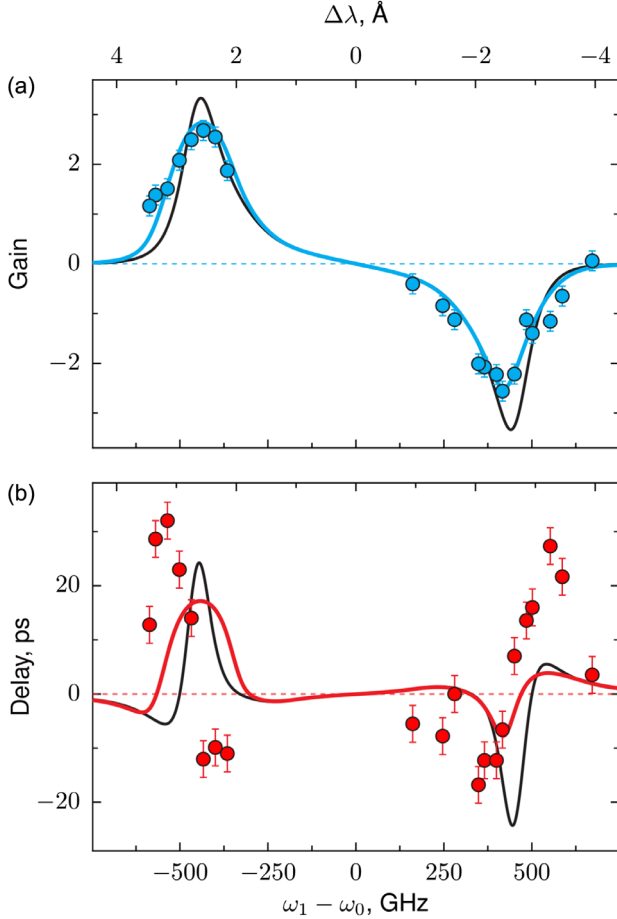 Δλ, Å
4 2 0 −2 −4
(a)
Gain
2
0
−2
(b)
Delay, ps
20
0
−20
−500 −250 0 250 500
ω₁ − ω₀, GHz